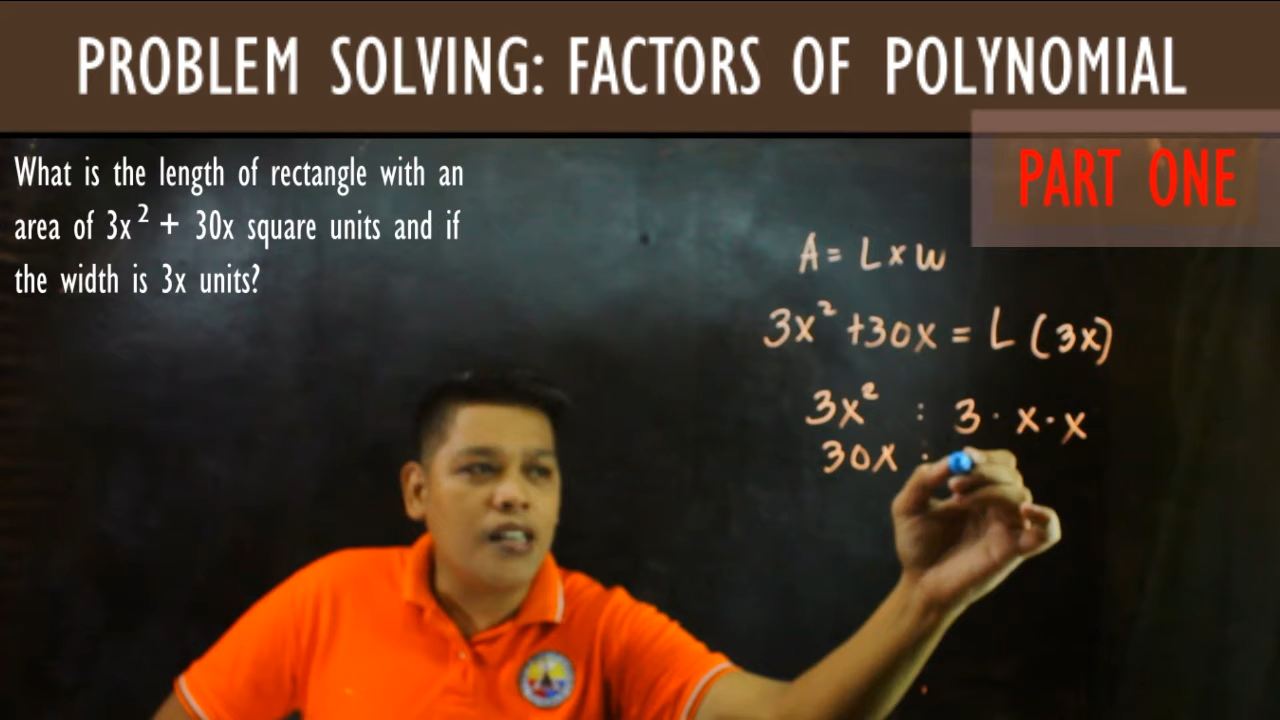 PROBLEM SOLVING: FACTORS OF POLYNOMIAL
PART ONE
What is the length of rectangle with an
area of 3x² + 30x square units and if
the width is 3x units?
A = L x W
3x² + 30x = L (3x)
3x² : 3 · x · x
30x :